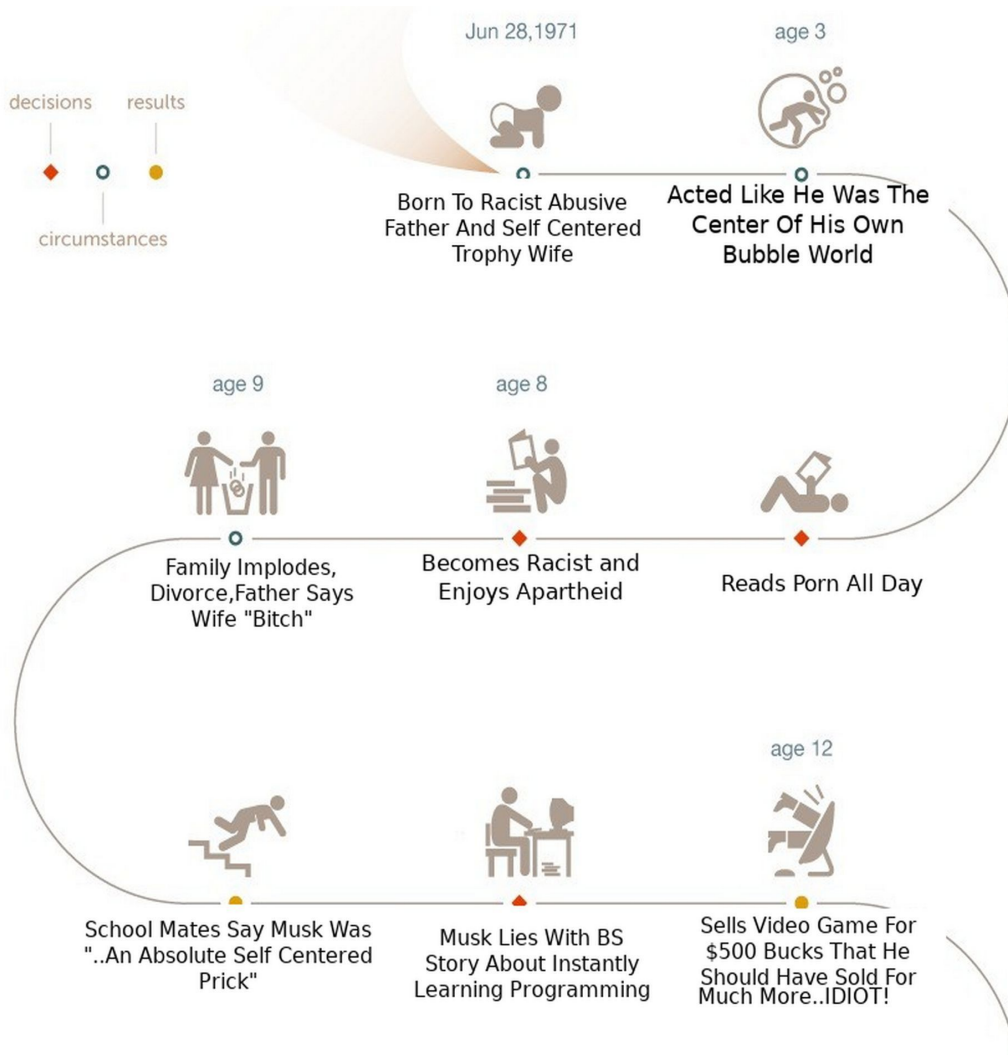 Jun 28,1971
age 3
decisions
results
circumstances
Born To Racist Abusive
Father And Self Centered
Trophy Wife
Acted Like He Was The
Center Of His Own
Bubble World
age 9
age 8
Family Implodes,
Divorce,Father Says
Wife "Bitch"
Becomes Racist and
Enjoys Apartheid
Reads Porn All Day
age 12
School Mates Say Musk Was
"..An Absolute Self Centered
Prick"
Musk Lies With BS
Story About Instantly
Learning Programming
Sells Video Game For
$500 Bucks That He
Should Have Sold For
Much More..IDIOT!